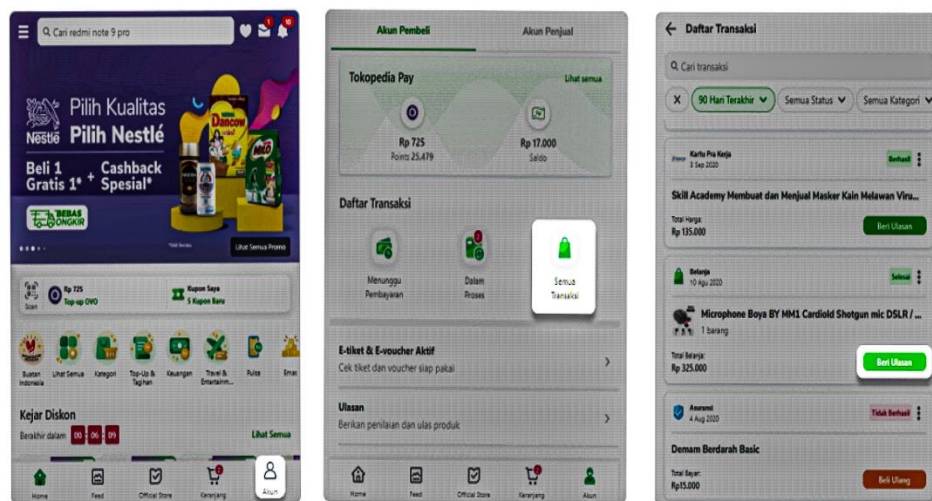 Cari redmi note 9 pro
1
10
Nestlé
Pilih Kualitas
Pilih Nestlé
Beli 1
Gratis 1* + Cashback
Spesial*
BEBAS
ONGKIR
Dancow
MILO
Lihat Semua Promo
Scan
Rp 725
Top-up OVO
Kupon Saya
5 Kupon Baru
Buatan
Indonesia
Lihat Semua
Kategori
Top-Up &
Tagihan
Keuangan
Travel &
Entertainm...
Pulsa
Emas
Kejar Diskon
Berakhir dalam 00 : 06 : 09
Lihat Semua
Home
Feed
Official Store
Keranjang
Akun
Akun Pembeli
Akun Penjual
Tokopedia Pay
Lihat semua
Rp 725
Points 25.479
Rp 17.000
Saldo
Daftar Transaksi
Menunggu
Pembayaran
2
Dalam
Proses
Semua
Transaksi
E-tiket & E-voucher Aktif
Cek tiket dan voucher siap pakai
Ulasan
Berikan penilaian dan ulas produk
Home
Feed
Official Store
Keranjang
Akun
Daftar Transaksi
Cari transaksi
X
90 Hari Terakhir
Semua Status
Semua Kategori
Kartu Pra Kerja
3 Sep 2020
Berhasil
Skill Academy Membuat dan Menjual Masker Kain Melawan Viru...
Total Harga:
Rp 135.000
Beri Ulasan
Belanja
10 Agu 2020
Selesai
Microphone Boya BY MM1 Cardioid Shotgun mic DSLR / ...
1 barang
Total Belanja:
Rp 325.000
Beri Ulasan
Asuransi
4 Aug 2020
Tidak Berhasil
Demam Berdarah Basic
Total Bayar:
Rp15.000
Beli Ulang